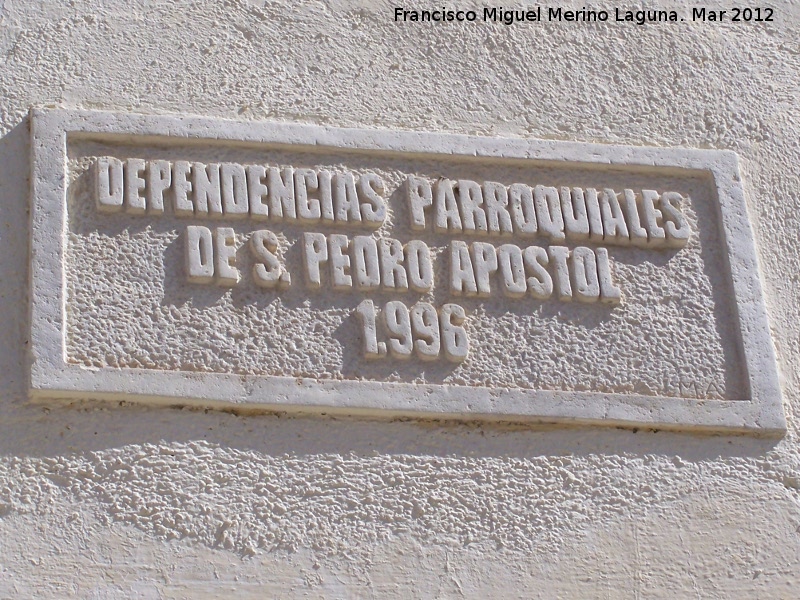 Francisco Miguel Merino Laguna. Mar 2012
DEPENDENCIAS PARROQUIALES
DE S. PEDRO APOSTOL
1.996